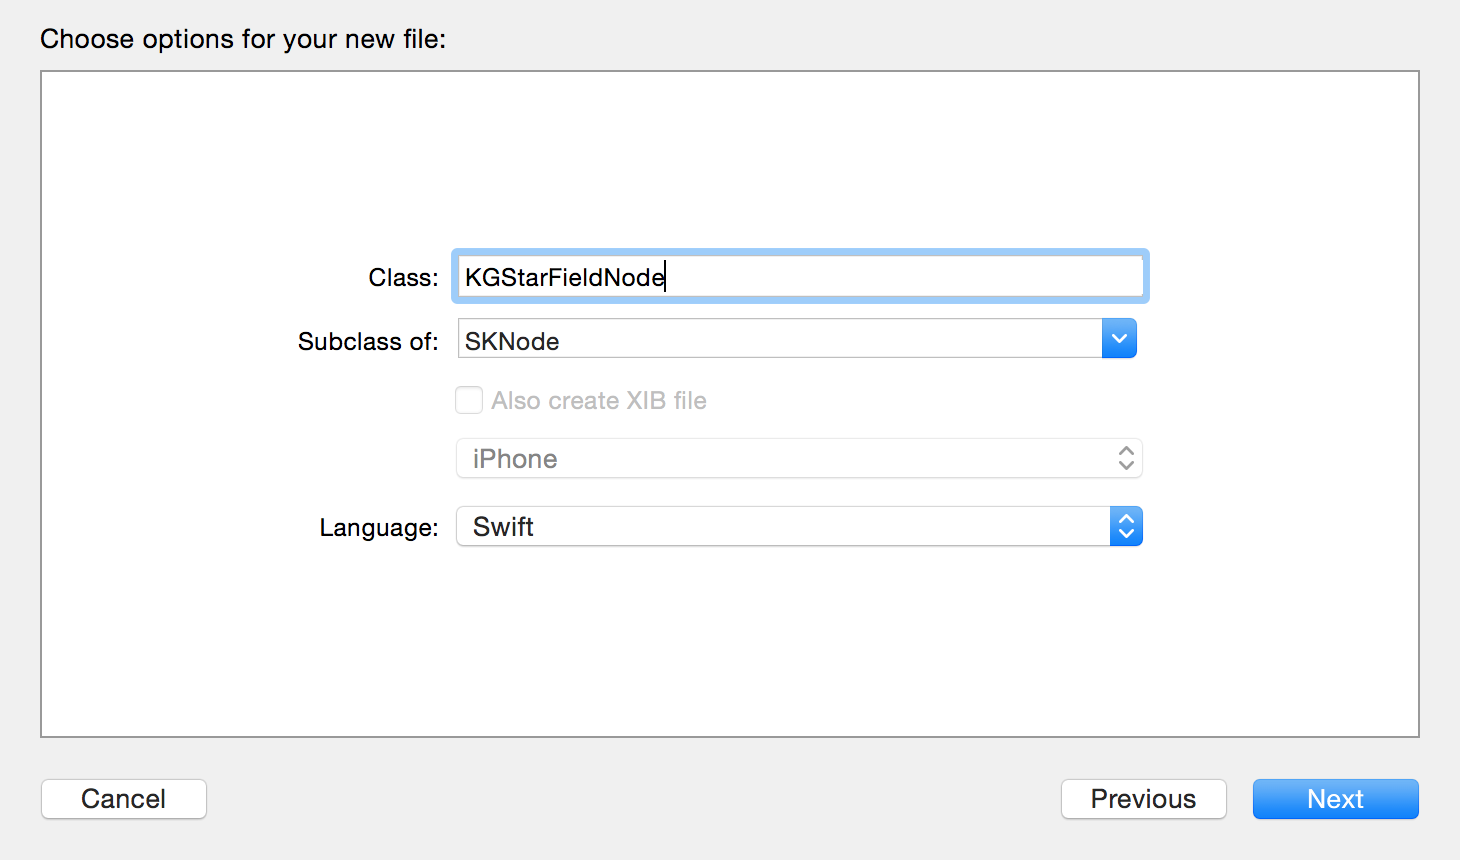 Choose options for your new file:
Class: KGStarFieldNode
Subclass of: SKNode
Also create XIB file
iPhone
Language: Swift
Cancel Previous Next